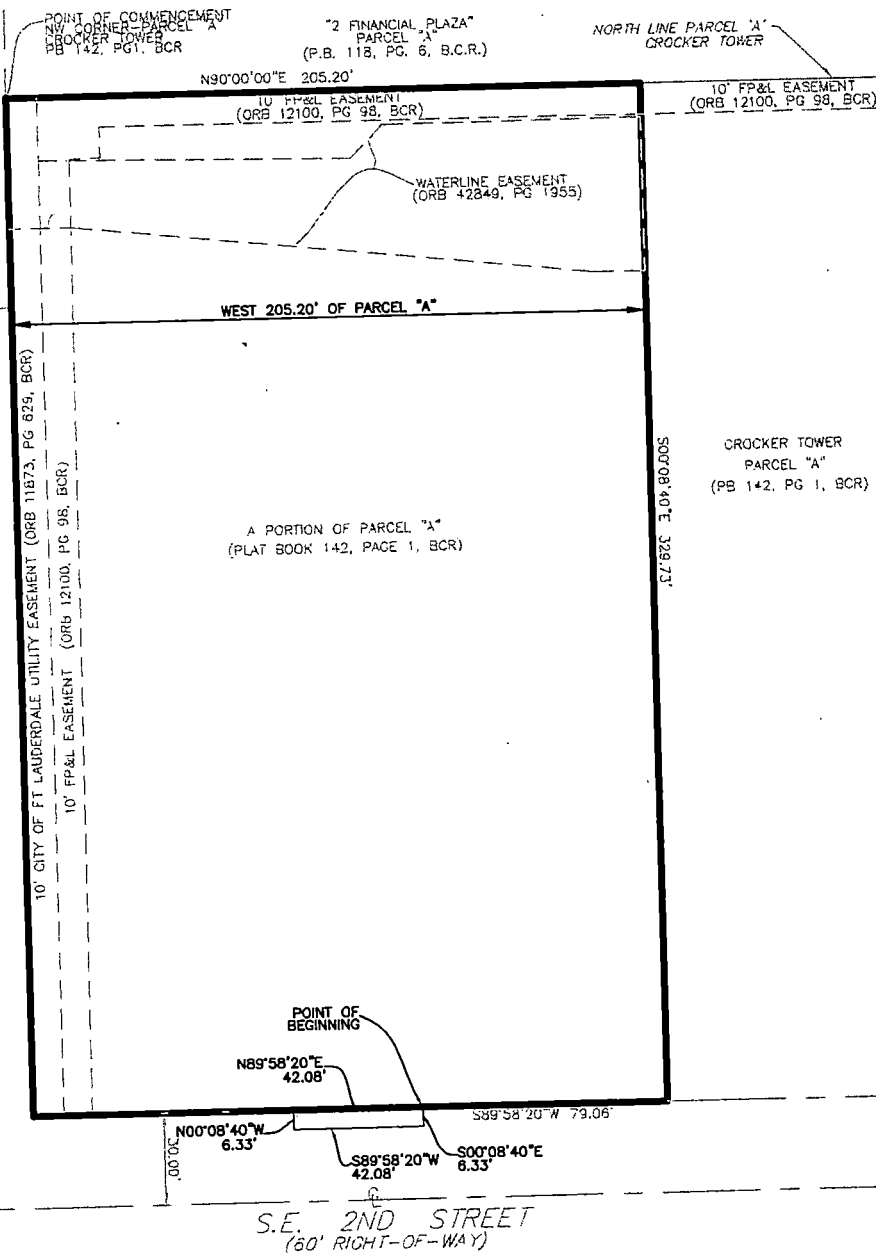 POINT OF COMMENCEMENT
NW CORNER-PARCEL "A"
CROCKER TOWER
PB 142, PG1, BCR
"2 FINANCIAL PLAZA"
PARCEL "A"
(P.B. 118, PG. 6, B.C.R.)
NORTH LINE PARCEL "A"
CROCKER TOWER
N90°00'00"E 205.20'
10' FP&L EASEMENT
(ORB 12100, PG 98, BCR)
10' FP&L EASEMENT
(ORB 12100, PG 98, BCR)
WATERLINE EASEMENT
(ORB 42849, PG 1955)
WEST 205.20' OF PARCEL "A"
10' CITY OF FT LAUDERDALE UTILITY EASEMENT (ORB 11873, PG 629, BCR)
10' FP&L EASEMENT (ORB 12100, PG 98, BCR)
A PORTION OF PARCEL "A"
(PLAT BOOK 142, PAGE 1, BCR)
S00°08'40"E 329.73'
CROCKER TOWER
PARCEL "A"
(PB 142, PG 1, BCR)
POINT OF
BEGINNING
N89°58'20"E
42.08'
N00°08'40"W
6.33'
S89°58'20"W
42.08'
S00°08'40"E
6.33'
S89°58'20"W 79.06'
30.00'
CL
S.E. 2ND STREET
(60' RIGHT-OF-WAY)